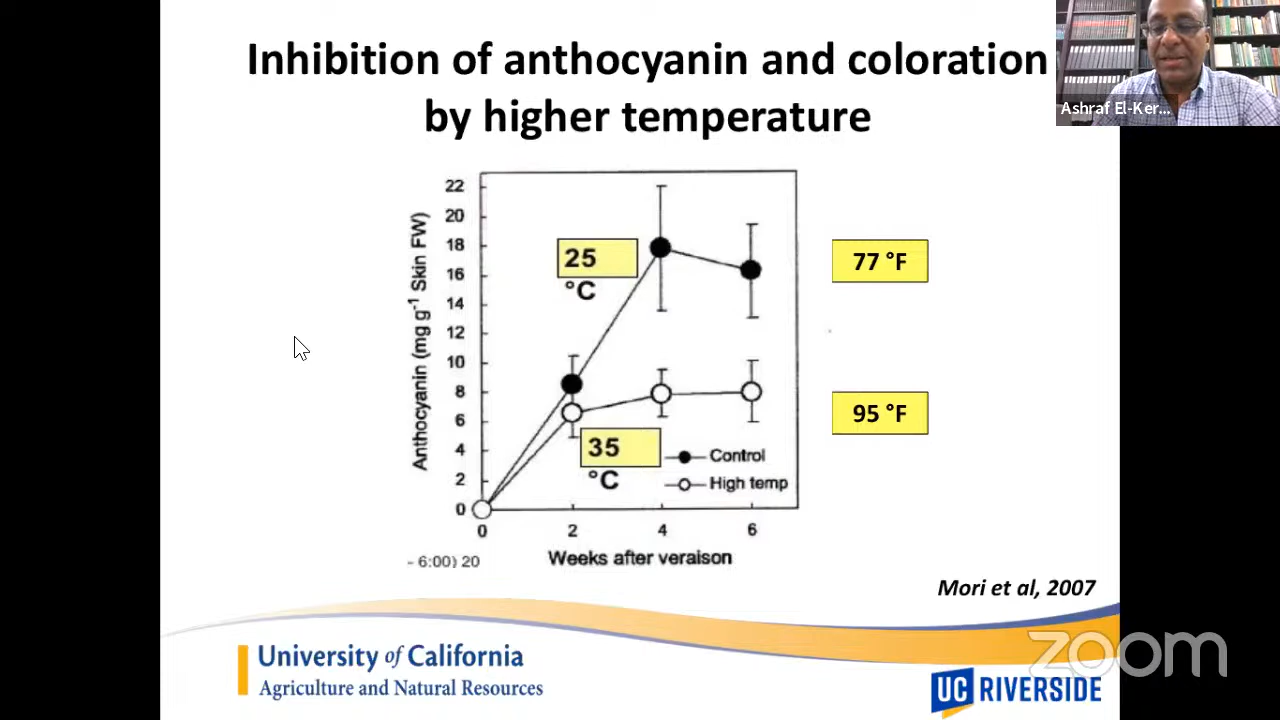 Inhibition of anthocyanin and coloration
by higher temperature
Ashraf El-Ker...
22
20
18
16
14
12
10
8
6
4
2
0
Anthocyanin (mg g⁻¹ Skin FW)
25
°C
35
°C
Control
High temp
0 2 4 6
Weeks after veraison
- 6:00) 20
77 °F
95 °F
Mori et al, 2007
University of California
Agriculture and Natural Resources
UC RIVERSIDE
zoom